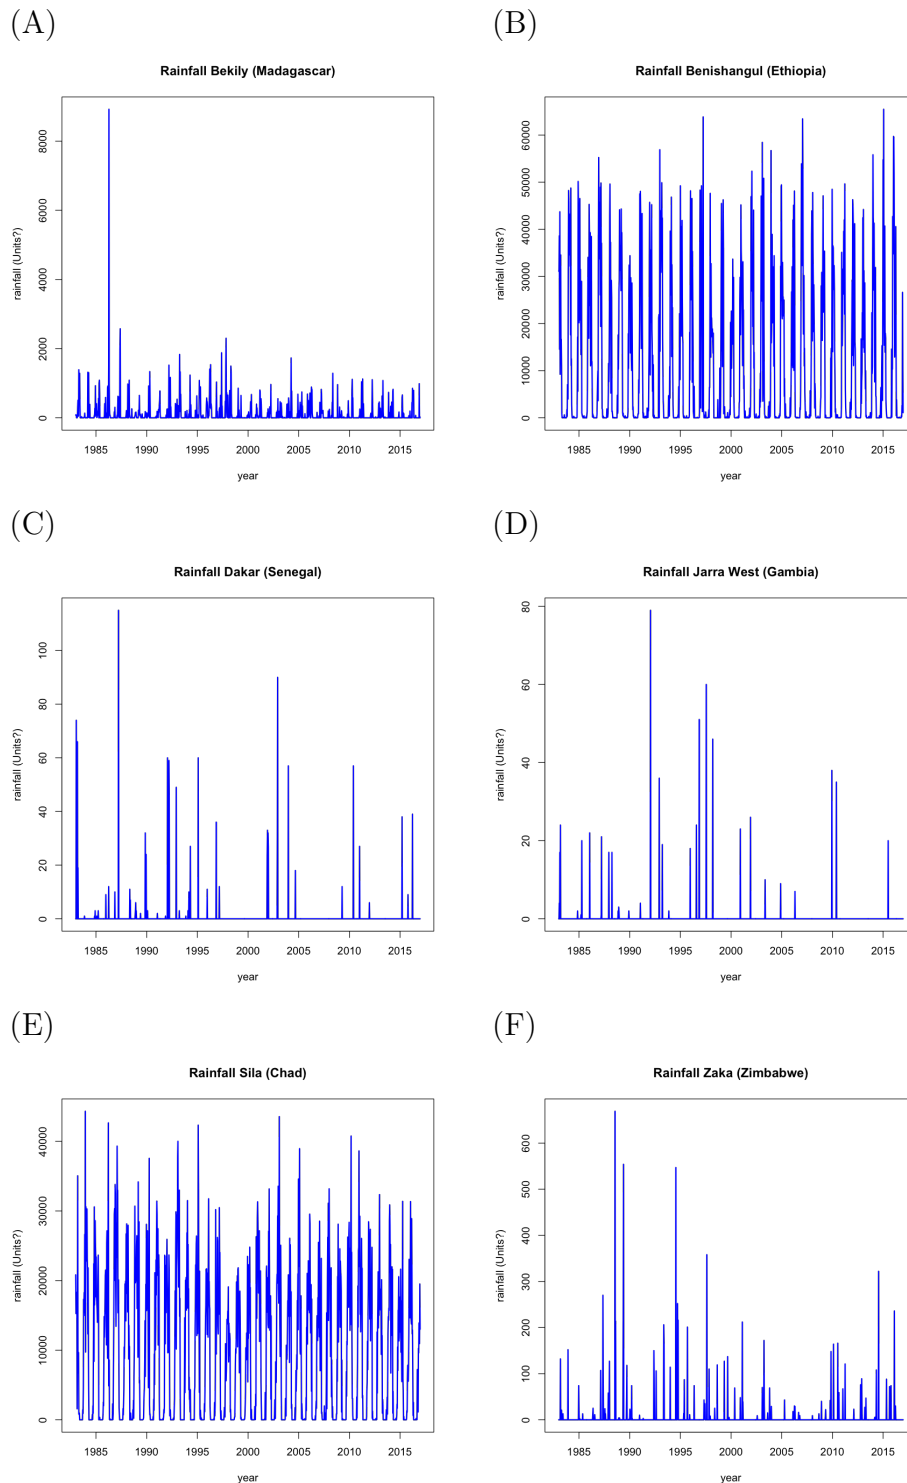 (A)
Rainfall Bekily (Madagascar)
rainfall (Units?)
8000
6000
4000
2000
0
1985 1990 1995 2000 2005 2010 2015
year
(B)
Rainfall Benishangul (Ethiopia)
rainfall (Units?)
60000
50000
40000
30000
20000
10000
0
1985 1990 1995 2000 2005 2010 2015
year
(C)
Rainfall Dakar (Senegal)
rainfall (Units?)
100
80
60
40
20
0
1985 1990 1995 2000 2005 2010 2015
year
(D)
Rainfall Jarra West (Gambia)
rainfall (Units?)
80
60
40
20
0
1985 1990 1995 2000 2005 2010 2015
year
(E)
Rainfall Sila (Chad)
rainfall (Units?)
40000
30000
20000
10000
0
1985 1990 1995 2000 2005 2010 2015
year
(F)
Rainfall Zaka (Zimbabwe)
rainfall (Units?)
600
500
400
300
200
100
0
1985 1990 1995 2000 2005 2010 2015
year